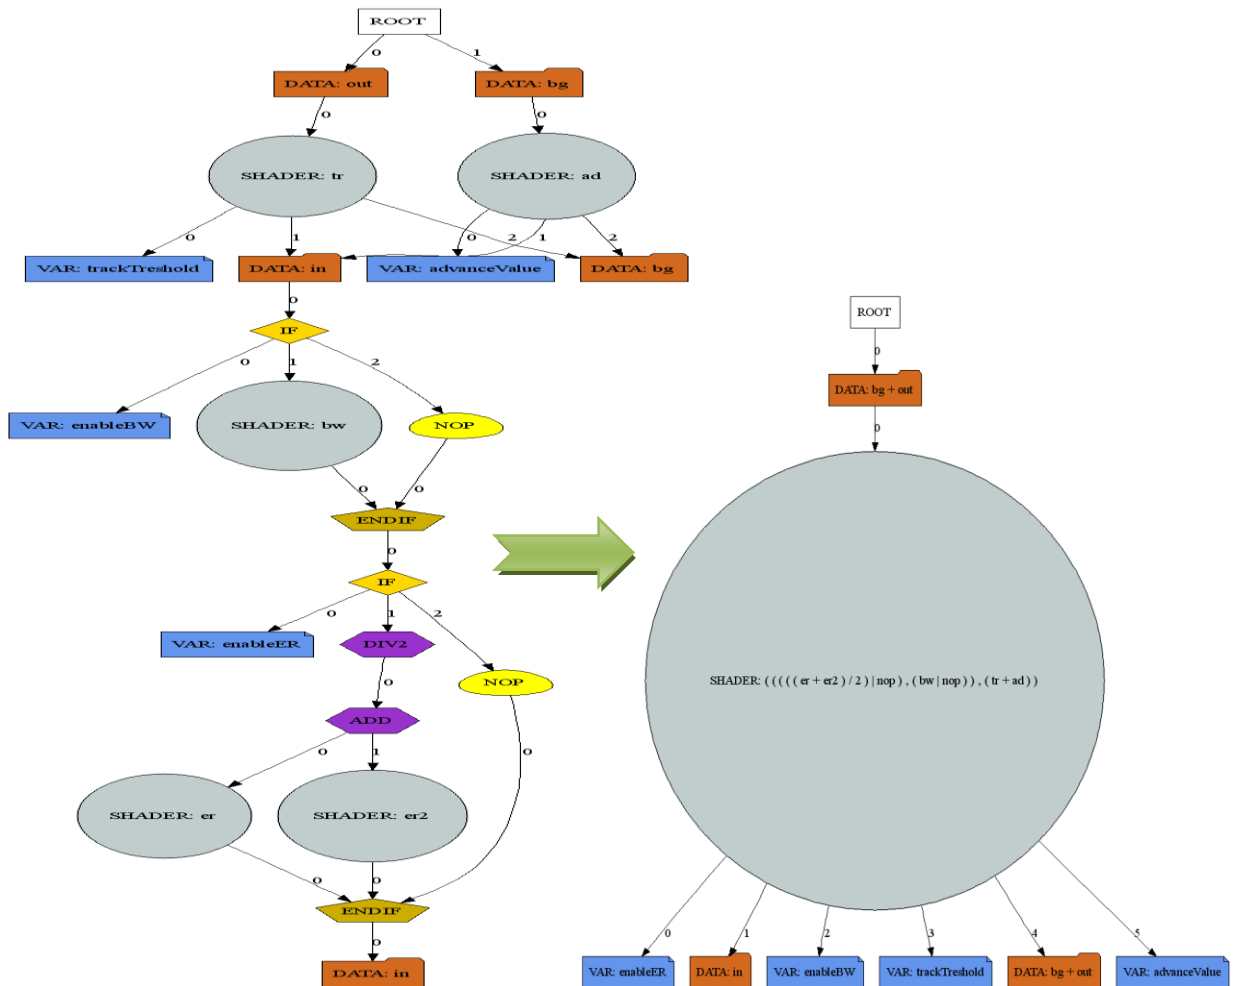 ROOT
0
1
DATA: out
DATA: bg
0
0
SHADER: tr
SHADER: ad
0
1
0
2
1
2
VAR: trackTreshold
DATA: in
VAR: advanceValue
DATA: bg
0
IF
0
1
2
VAR: enableBW
SHADER: bw
NOP
0
0
ENDIF
0
IF
0
1
2
VAR: enableER
DIV2
NOP
0
ADD
0
1
0
SHADER: er
SHADER: er2
0
0
ENDIF
0
DATA: in
ROOT
0
DATA: bg + out
0
SHADER: ( ( ( ( ( er + er2 ) / 2 ) | nop ) , ( bw | nop ) ) , ( tr + ad ) )
0
1
2
3
4
5
VAR: enableER
DATA: in
VAR: enableBW
VAR: trackTreshold
DATA: bg + out
VAR: advanceValue